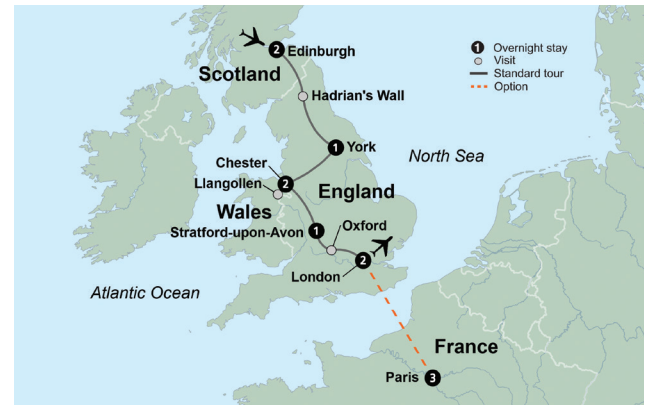 2 Edinburgh
Scotland
1 Overnight stay
Visit
Standard tour
Option
Hadrian's Wall
1 York
North Sea
Chester
2
Llangollen
England
Wales
Stratford-upon-Avon 1
Oxford
London 2
Atlantic Ocean
France
Paris 3